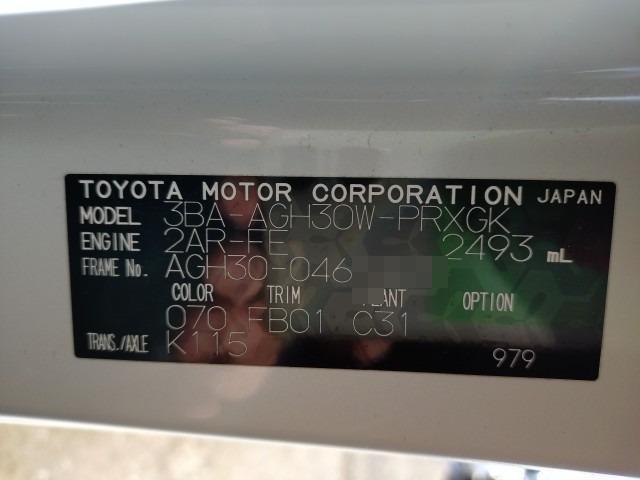 TOYOTA MOTOR CORPORATION JAPAN
MODEL 3BA-AGH30W-PRXGK
ENGINE 2AR-FE 2493 mL
FRAME No. AGH30-046
COLOR TRIM PLANT OPTION
070 FB01 C31
TRANS./AXLE K115
979